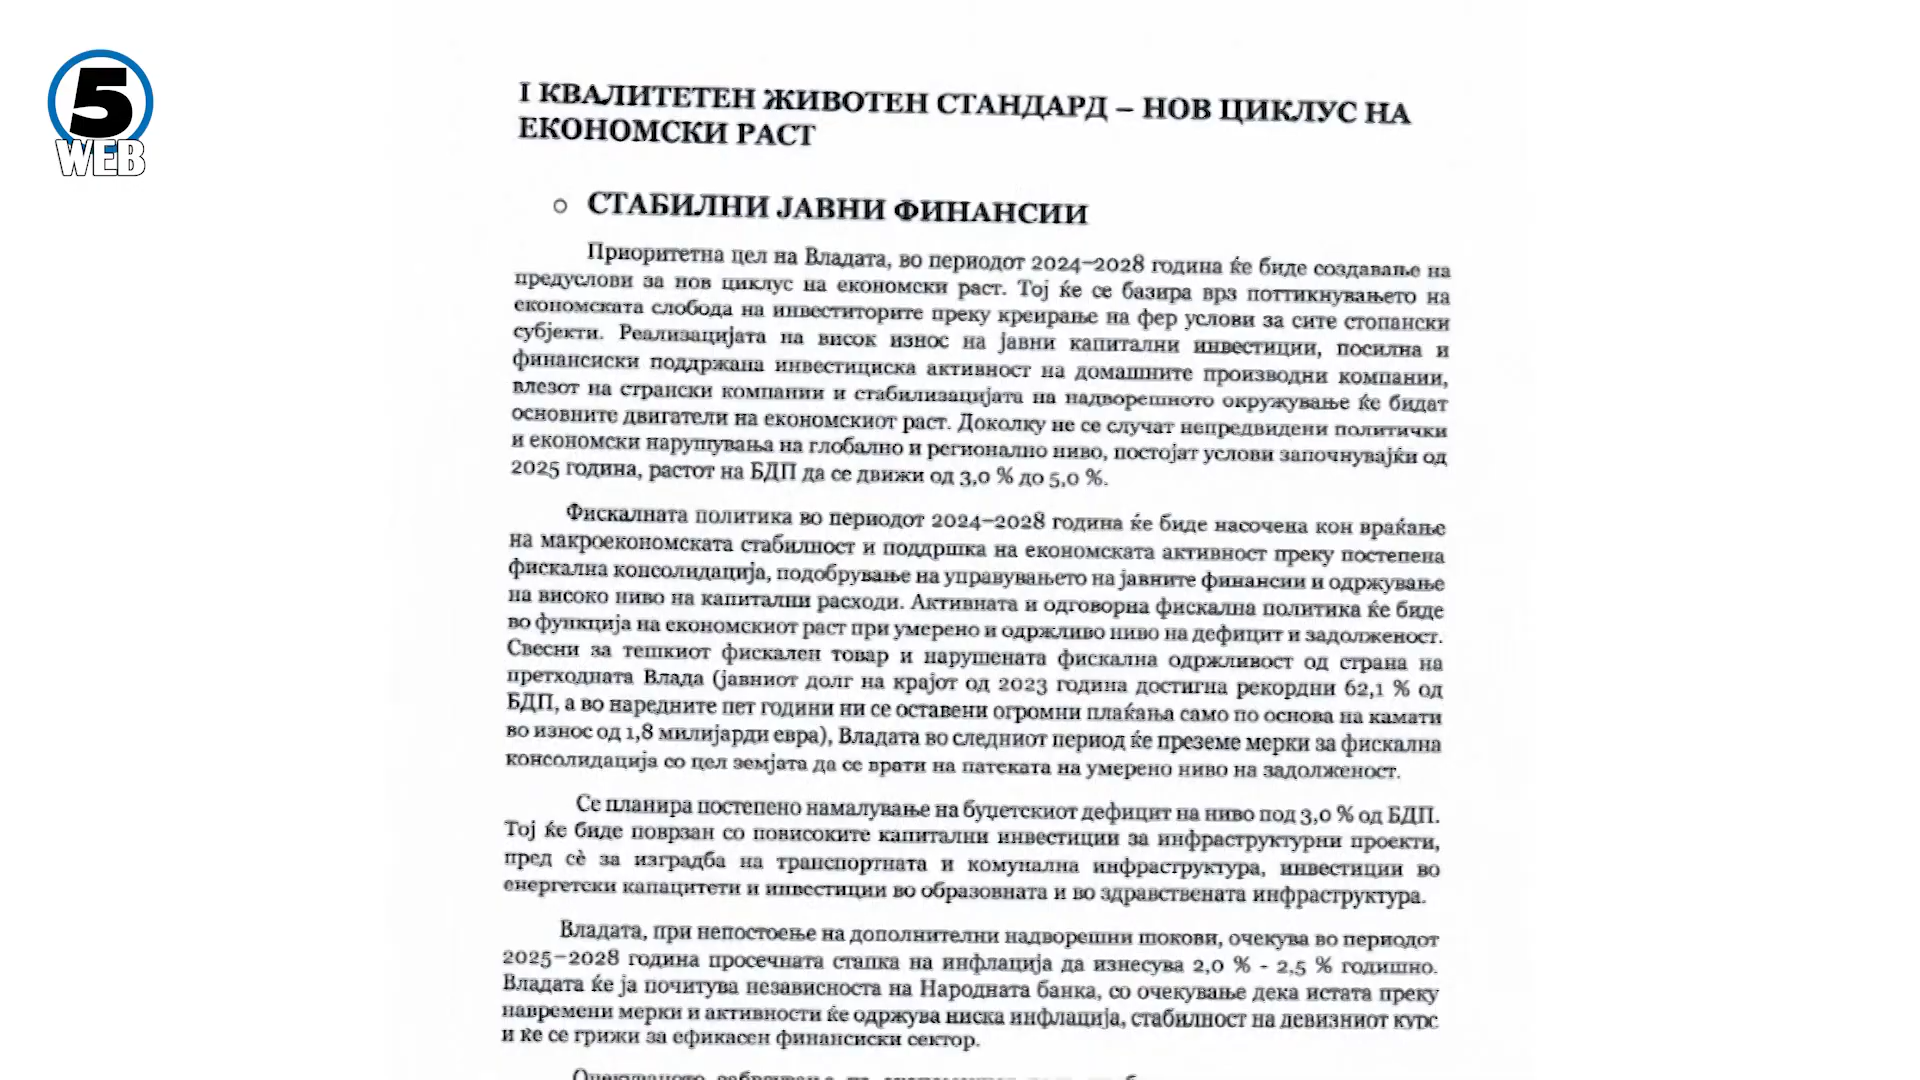 5
WEB
I КВАЛИТЕТЕН ЖИВОТЕН СТАНДАРД – НОВ ЦИКЛУС НА
ЕКОНОМСКИ РАСТ
○ СТАБИЛНИ ЈАВНИ ФИНАНСИИ
Приоритетна цел на Владата, во периодот 2024–2028 година ќе биде создавање на
предуслови за нов циклус на економски раст. Тој ќе се базира врз поттикнувањето на
економската слобода на инвеститорите преку креирање на фер услови за сите стопански
субјекти. Реализацијата на висок износ на јавни капитални инвестиции, посилна и
финансиски поддржана инвестициска активност на домашните производни компании,
влезот на странски компании и стабилизацијата на надворешното окружување ќе бидат
основните двигатели на економскиот раст. Доколку не се случат непредвидени политички
и економски нарушувања на глобално и регионално ниво, постојат услови започнувајќи од
2025 година, растот на БДП да се движи од 3,0 % до 5,0 %.
Фискалната политика во периодот 2024–2028 година ќе биде насочена кон враќање
на макроекономската стабилност и поддршка на економската активност преку постепена
фискална консолидација, подобрување на управувањето на јавните финансии и одржување
на високо ниво на капитални расходи. Активната и одговорна фискална политика ќе биде
во функција на економскиот раст при умерено и одржливо ниво на дефицит и задолженост.
Свесни за тешкиот фискален товар и нарушената фискална одржливост од страна на
претходната Влада (јавниот долг на крајот од 2023 година достигна рекордни 62,1 % од
БДП, а во наредните пет години ни се оставени огромни плаќања само по основа на камати
во износ од 1,8 милијарди евра), Владата во следниот период ќе преземе мерки за фискална
консолидација со цел земјата да се врати на патеката на умерено ниво на задолженост.
Се планира постепено намалување на буџетскиот дефицит на ниво под 3,0 % од БДП.
Тој ќе биде поврзан со повисоките капитални инвестиции за инфраструктурни проекти,
пред сѐ за изградба на транспортната и комунална инфраструктура, инвестиции во
енергетски капацитети и инвестиции во образовната и во здравствената инфраструктура.
Владата, при непостоење на дополнителни надворешни шокови, очекува во периодот
2025–2028 година просечната стапка на инфлација да изнесува 2,0 % - 2,5 % годишно.
Владата ќе ја почитува независноста на Народната банка, со очекување дека истата преку
навремени мерки и активности ќе одржува ниска инфлација, стабилност на девизниот курс
и ќе се грижи за ефикасен финансиски сектор.